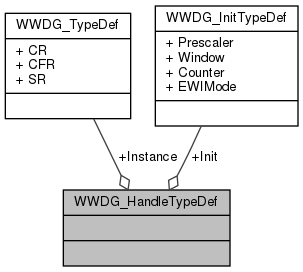 WWDG_TypeDef
+ CR
+ CFR
+ SR
WWDG_InitTypeDef
+ Prescaler
+ Window
+ Counter
+ EWIMode
+Instance
+Init
WWDG_HandleTypeDef